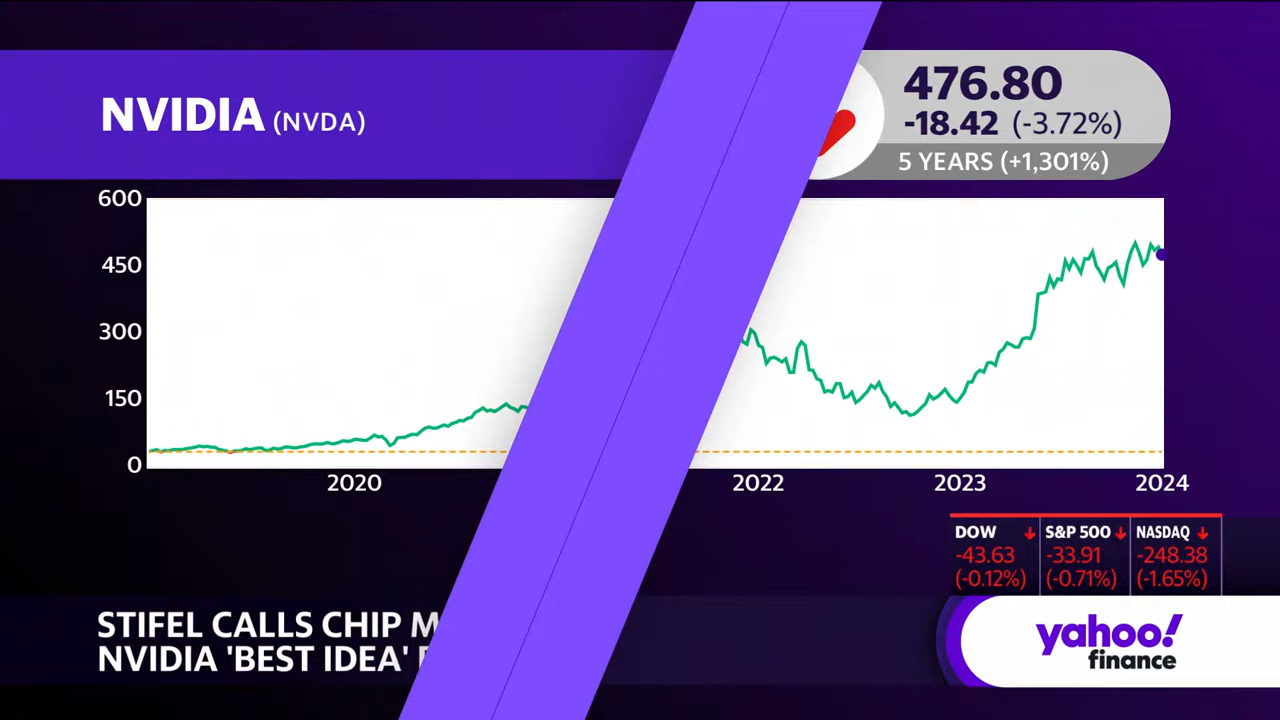 NVIDIA (NVDA)
476.80
-18.42 (-3.72%)
5 YEARS (+1,301%)
600
450
300
150
0
2020
2022
2023
2024
DOW
-43.63
(-0.12%)
S&P 500
-33.91
(-0.71%)
NASDAQ
-248.38
(-1.65%)
STIFEL CALLS CHIP
NVIDIA 'BEST IDEA'
yahoo!
finance